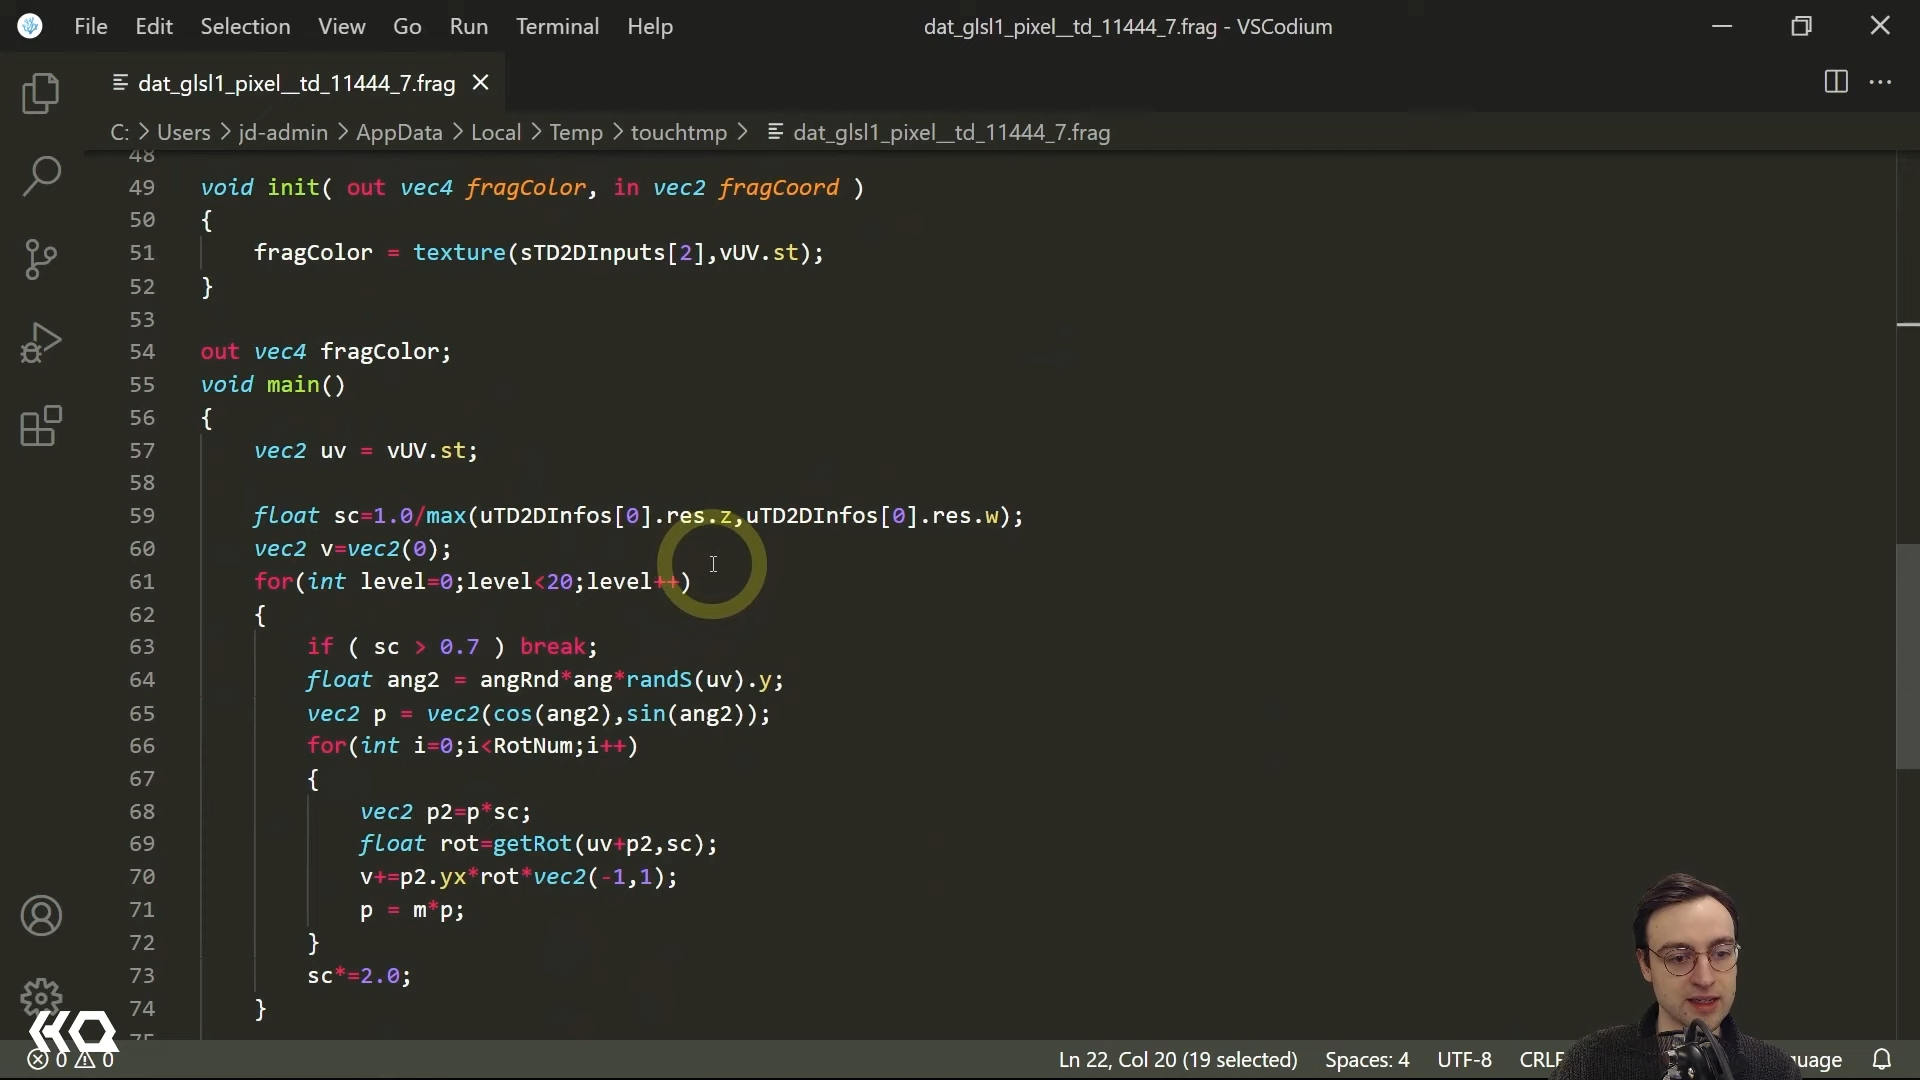 File Edit Selection View Go Run Terminal Help
dat_glsl1_pixel__td_11444_7.frag - VSCodium
dat_glsl1_pixel__td_11444_7.frag
C: > Users > jd-admin > AppData > Local > Temp > touchtmp > dat_glsl1_pixel__td_11444_7.frag
48
49 void init( out vec4 fragColor, in vec2 fragCoord )
50 {
51 fragColor = texture(sTD2DInputs[2],vUV.st);
52 }
53
54 out vec4 fragColor;
55 void main()
56 {
57 vec2 uv = vUV.st;
58
59 float sc=1.0/max(uTD2DInfos[0].res.z,uTD2DInfos[0].res.w);
60 vec2 v=vec2(0);
61 for(int level=0;level<20;level++)
62 {
63 if ( sc > 0.7 ) break;
64 float ang2 = angRnd*ang*randS(uv).y;
65 vec2 p = vec2(cos(ang2),sin(ang2));
66 for(int i=0;i<RotNum;i++)
67 {
68 vec2 p2=p*sc;
69 float rot=getRot(uv+p2,sc);
70 v+=p2.yx*rot*vec2(-1,1);
71 p = m*p;
72 }
73 sc*=2.0;
74 }
HQ
0 0
Ln 22, Col 20 (19 selected) Spaces: 4 UTF-8 CRLF